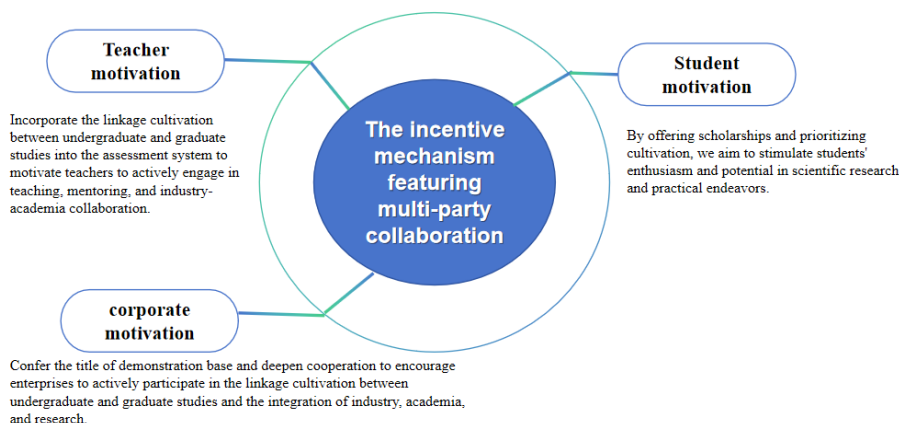 Teacher
motivation
Incorporate the linkage cultivation
between undergraduate and graduate
studies into the assessment system to
motivate teachers to actively engage in
teaching, mentoring, and industry-
academia collaboration.
The incentive
mechanism
featuring
multi-party
collaboration
Student
motivation
By offering scholarships and prioritizing
cultivation, we aim to stimulate students'
enthusiasm and potential in scientific research
and practical endeavors.
corporate
motivation
Confer the title of demonstration base and deepen cooperation to encourage
enterprises to actively participate in the linkage cultivation between
undergraduate and graduate studies and the integration of industry, academia,
and research.